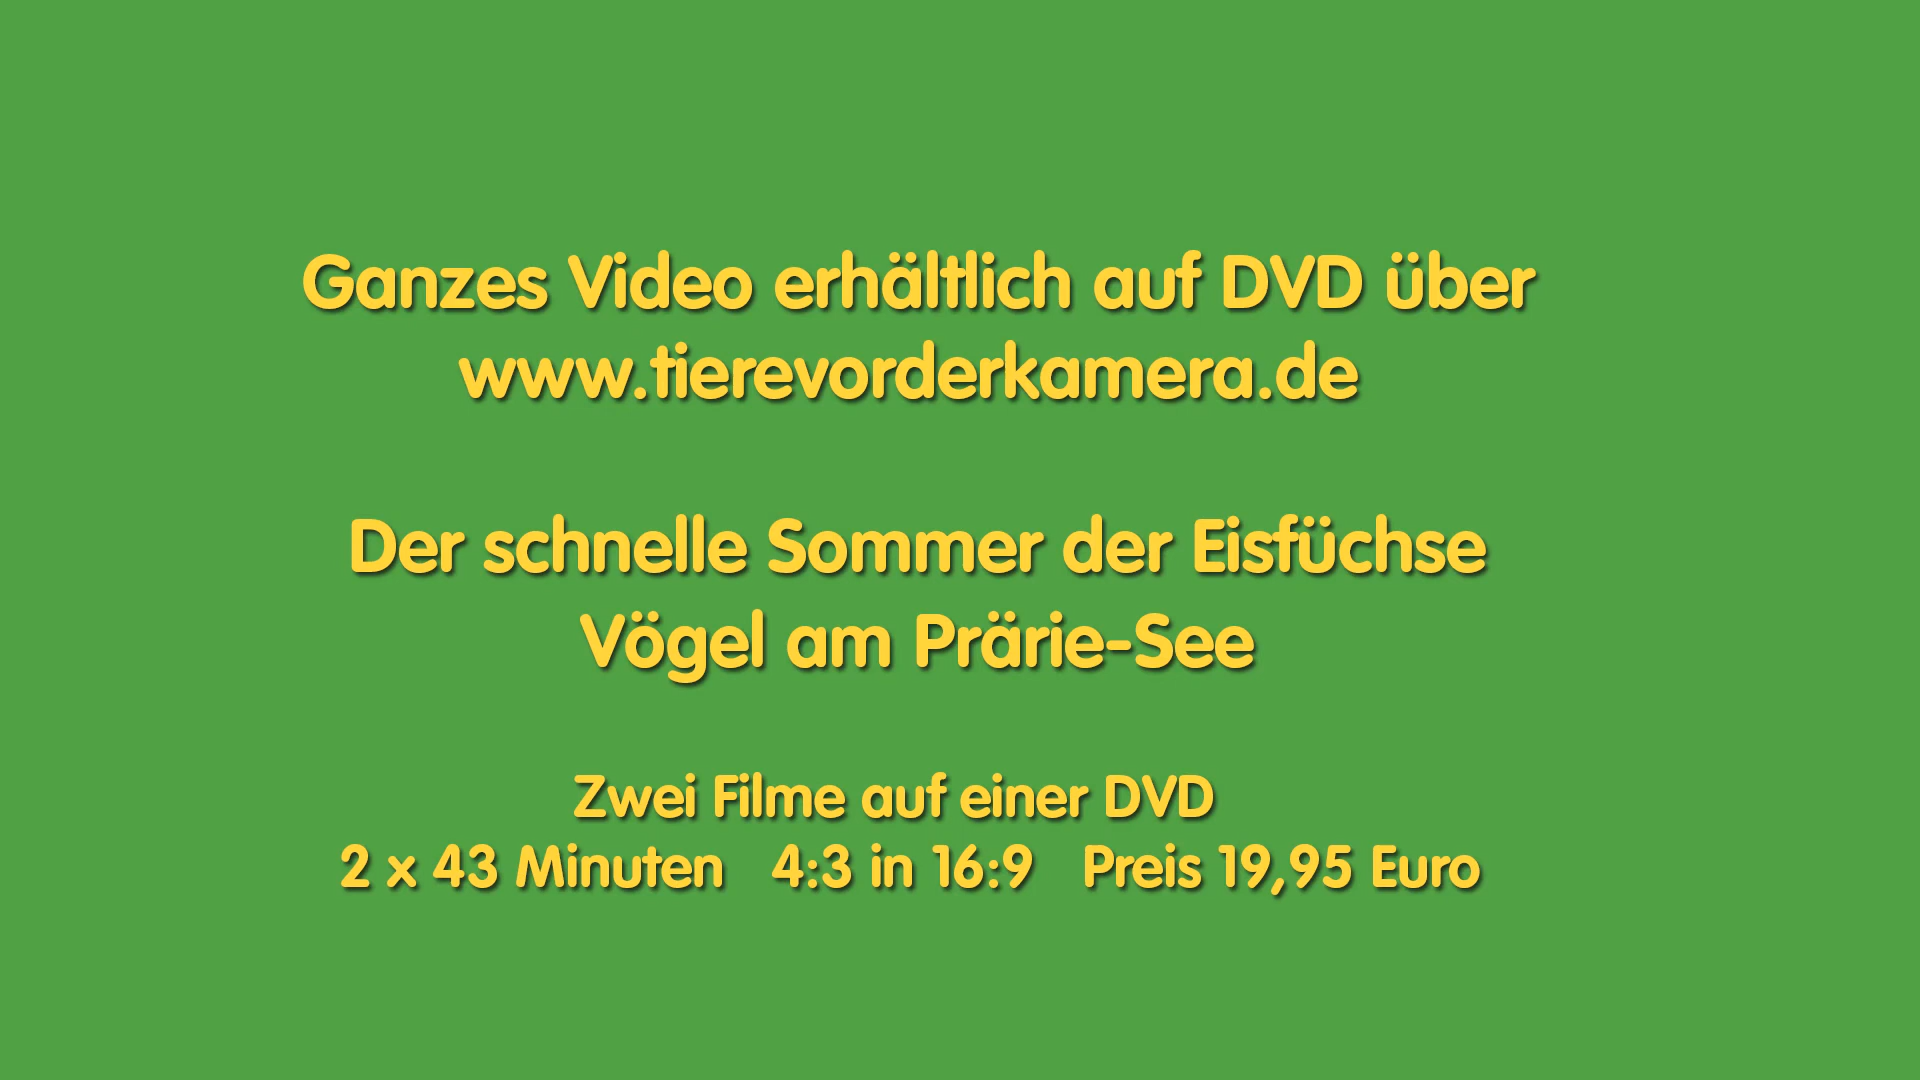 Ganzes Video erhältlich auf DVD über
www.tierevorderkamera.de
Der schnelle Sommer der Eisfüchse
Vögel am Prärie-See
Zwei Filme auf einer DVD
2 x 43 Minuten 4:3 in 16:9 Preis 19,95 Euro